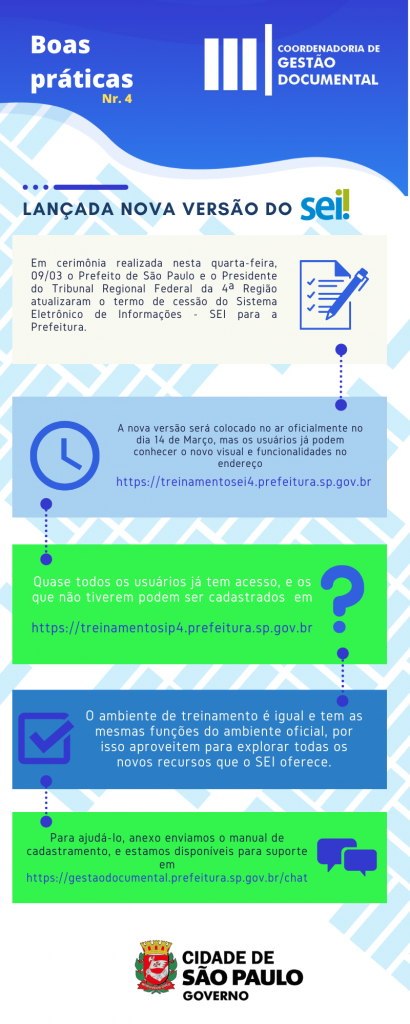 Boas
práticas
Nr. 4
COORDENADORIA DE
GESTÃO
DOCUMENTAL
LANÇADA NOVA VERSÃO DO sei!
Em cerimônia realizada nesta quarta-feira,
09/03 o Prefeito de São Paulo e o Presidente
do Tribunal Regional Federal da 4ª Região
atualizaram o termo de cessão do Sistema
Eletrônico de Informações - SEI para a
Prefeitura.
A nova versão será colocado no ar oficialmente no
dia 14 de Março, mas os usuários já podem
conhecer o novo visual e funcionalidades no
endereço
https://treinamentosei4.prefeitura.sp.gov.br
Quase todos os usuários já tem acesso, e os
que não tiverem podem ser cadastrados em
https://treinamentosip4.prefeitura.sp.gov.br
O ambiente de treinamento é igual e tem as
mesmas funções do ambiente oficial, por
isso aproveitem para explorar todas os
novos recursos que o SEI oferece.
Para ajudá-lo, anexo enviamos o manual de
cadastramento, e estamos disponíveis para suporte
em
https://gestaodocumental.prefeitura.sp.gov.br/chat
CIDADE DE
SÃO PAULO
GOVERNO